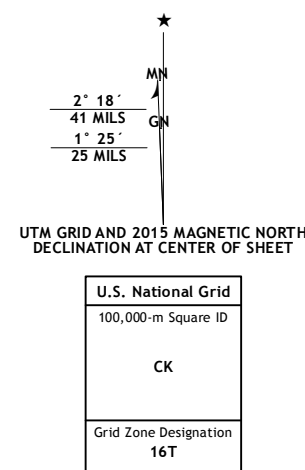 MN
2° 18´
41 MILS
GN
1° 25´
25 MILS
UTM GRID AND 2015 MAGNETIC NORTH
DECLINATION AT CENTER OF SHEET
U.S. National Grid
100,000-m Square ID
CK
Grid Zone Designation
16T